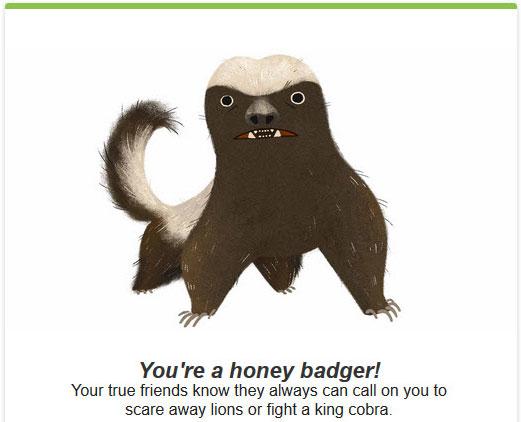 You're a honey badger!
Your true friends know they always can call on you to
scare away lions or fight a king cobra.